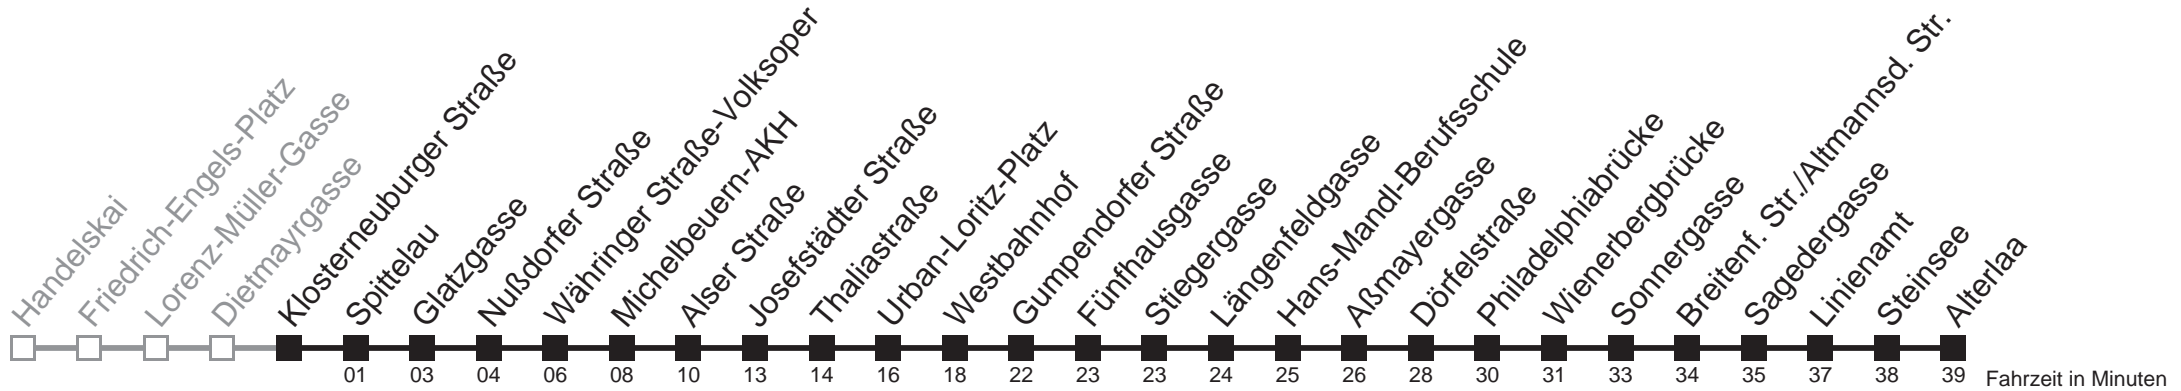 Handelskai
Friedrich-Engels-Platz
Lorenz-Müller-Gasse
Dietmayrgasse
Klosterneuburger Straße
Spittelau
Glatzgasse
Nußdorfer Straße
Währinger Straße-Volksoper
Michelbeuern-AKH
Alser Straße
Josefstädter Straße
Thaliastraße
Urban-Loritz-Platz
Westbahnhof
Gumpendorfer Straße
Fünfhausgasse
Stiegergasse
Längenfeldgasse
Hans-Mandl-Berufsschule
Aßmayergasse
Dörfelstraße
Philadelphiabrücke
Wienerbergbrücke
Sonnergasse
Breitenf. Str./Altmannsd. Str.
Sagedergasse
Linienamt
Steinsee
Alterlaa
01 03 04 06 08 10 13 14 16 18 22 23 23 24 25 26 28 30 31 33 34 35 37 38 39 Fahrzeit in Minuten